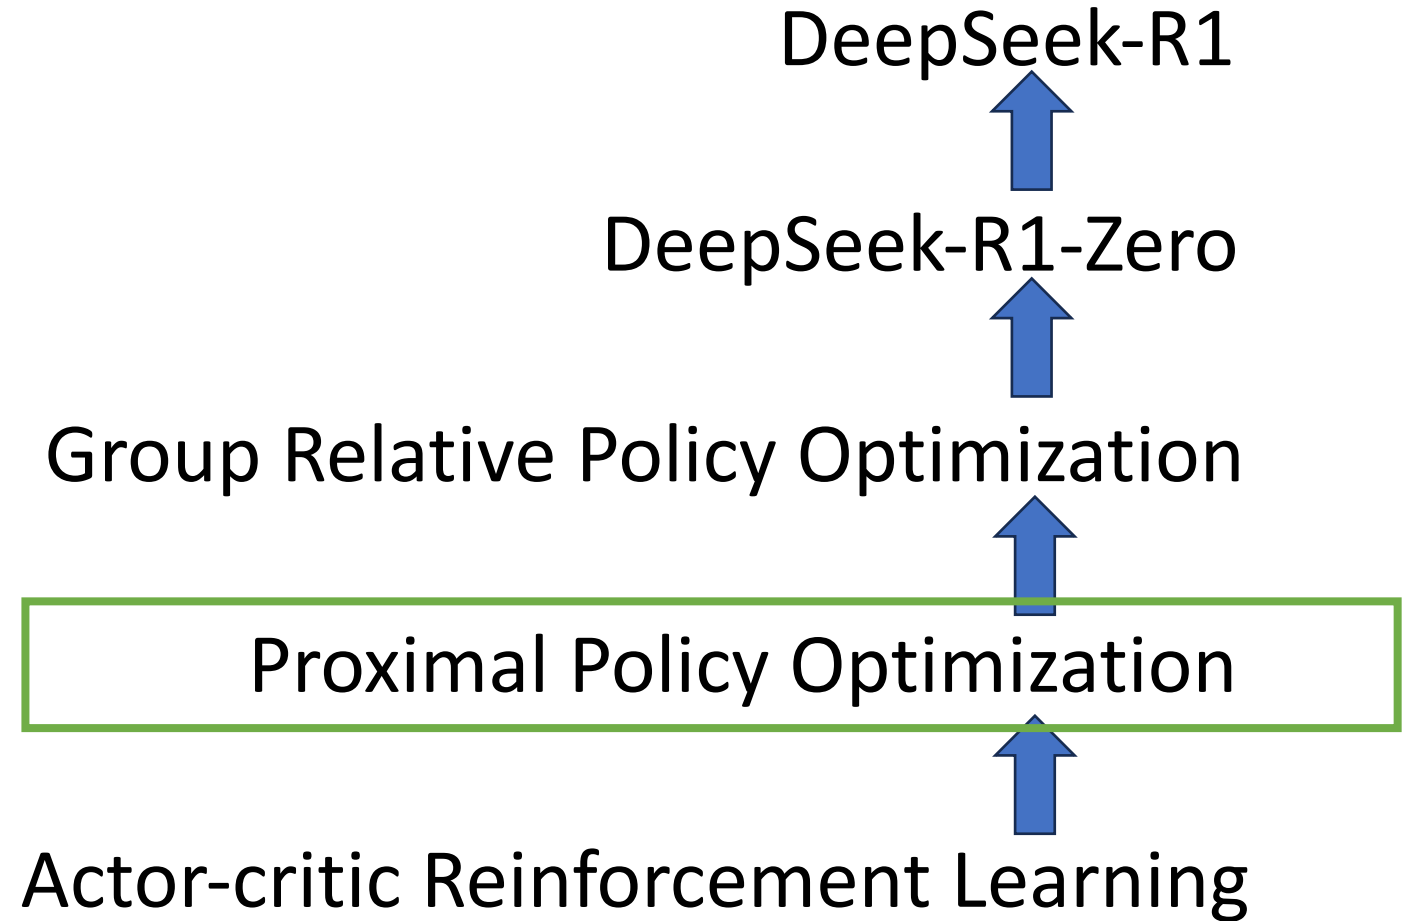 DeepSeek-R1
DeepSeek-R1-Zero
Group Relative Policy Optimization
Proximal Policy Optimization
Actor-critic Reinforcement Learning